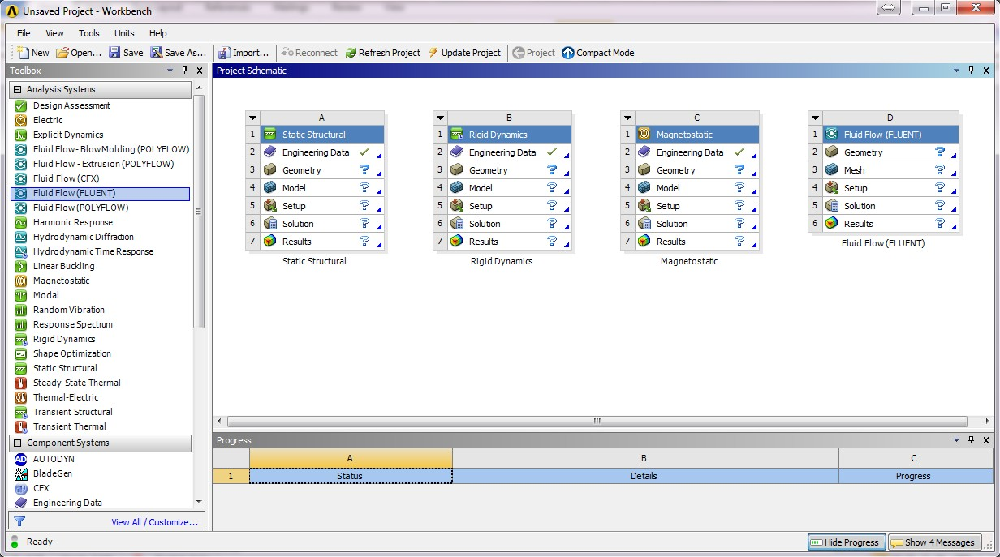 Unsaved Project - Workbench
File View Tools Units Help
New Open... Save Save As... Import... Reconnect Refresh Project Update Project Project Compact Mode
Toolbox
Analysis Systems
Design Assessment
Electric
Explicit Dynamics
Fluid Flow- BlowMolding (POLYFLOW)
Fluid Flow - Extrusion (POLYFLOW)
Fluid Flow (CFX)
Fluid Flow (FLUENT)
Fluid Flow (POLYFLOW)
Harmonic Response
Hydrodynamic Diffraction
Hydrodynamic Time Response
Linear Buckling
Magnetostatic
Modal
Random Vibration
Response Spectrum
Rigid Dynamics
Shape Optimization
Static Structural
Steady-State Thermal
Thermal-Electric
Transient Structural
Transient Thermal
Component Systems
AUTODYN
BladeGen
CFX
Engineering Data
View All / Customize...
Project Schematic
A
1 Static Structural
2 Engineering Data
3 Geometry ?
4 Model ?
5 Setup ?
6 Solution ?
7 Results ?
Static Structural
B
1 Rigid Dynamics
2 Engineering Data
3 Geometry ?
4 Model ?
5 Setup ?
6 Solution ?
7 Results ?
Rigid Dynamics
C
1 Magnetostatic
2 Engineering Data
3 Geometry ?
4 Model ?
5 Setup ?
6 Solution ?
7 Results ?
Magnetostatic
D
1 Fluid Flow (FLUENT)
2 Geometry ?
3 Mesh ?
4 Setup ?
5 Solution ?
6 Results ?
Fluid Flow (FLUENT)
Progress
A B C
1 Status Details Progress
Ready
Hide Progress Show 4 Messages